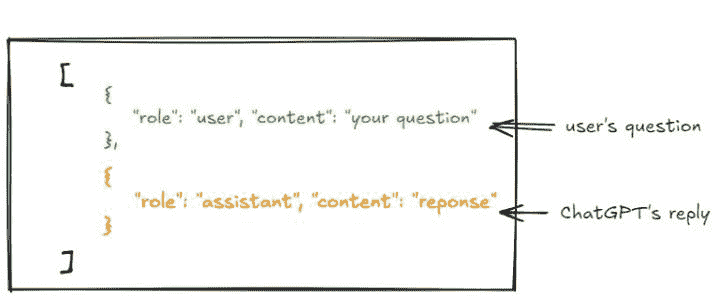 [
{
"role": "user", "content": "your question"
},
user's question
{
"role": "assistant", "content": "reponse"
}
ChatGPT's reply
]